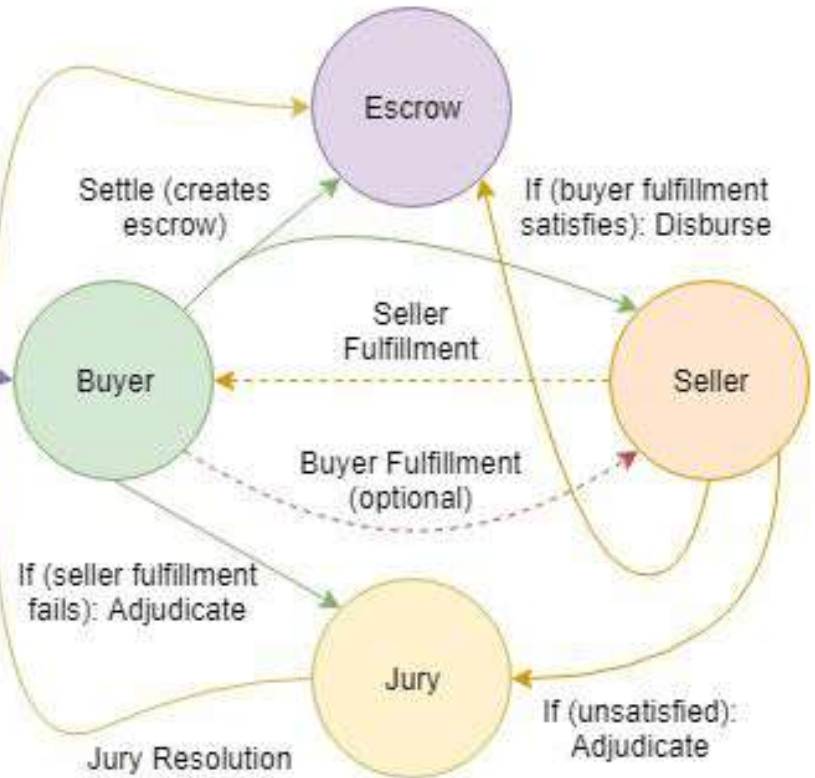 Escrow
Settle (creates
escrow)
If (buyer fulfillment
satisfies): Disburse
Seller
Fulfillment
Buyer
Seller
Buyer Fulfillment
(optional)
If (seller fulfillment
fails): Adjudicate
Jury
If (unsatisfied):
Adjudicate
Jury Resolution